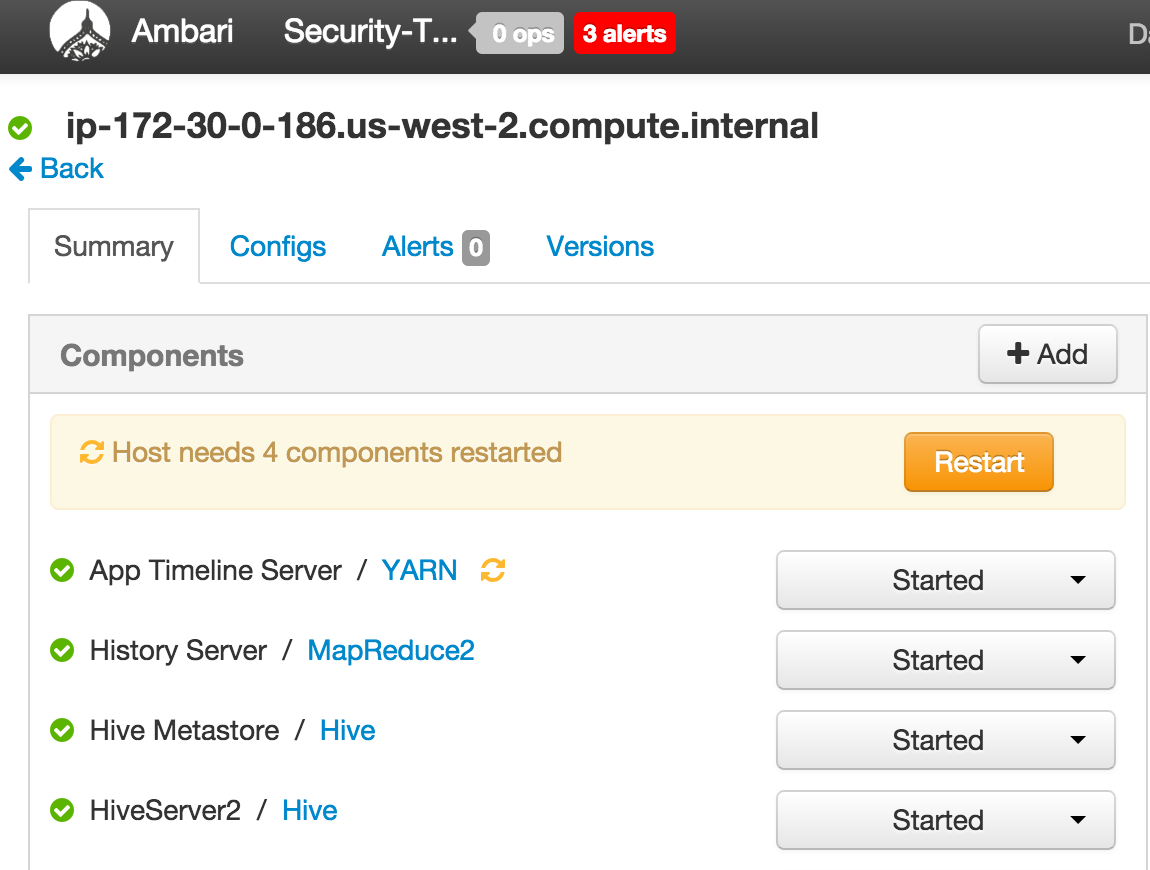 Ambari Security-T... 0 ops 3 alerts
ip-172-30-0-186.us-west-2.compute.internal
Back
Summary Configs Alerts 0 Versions
Components + Add
Host needs 4 components restarted Restart
App Timeline Server / YARN Started
History Server / MapReduce2 Started
Hive Metastore / Hive Started
HiveServer2 / Hive Started